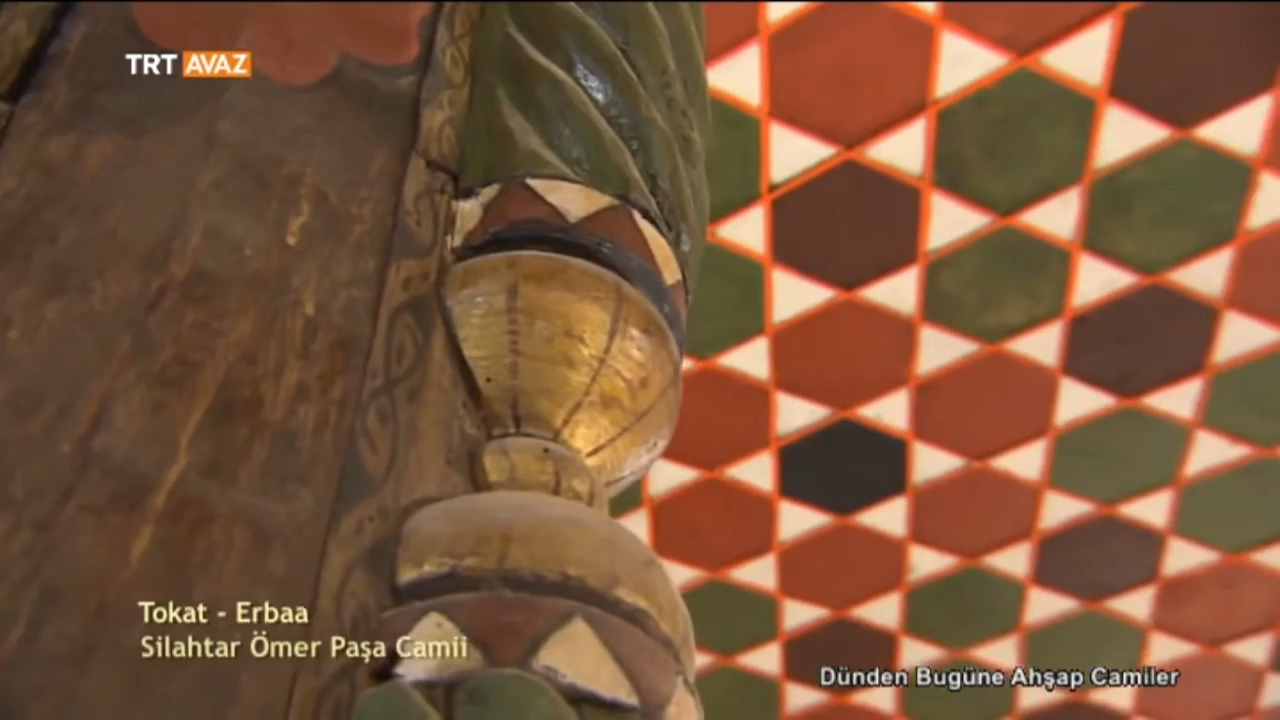 TRT AVAZ
Tokat - Erbaa
Silahtar Ömer Paşa Camii
Dünden Bugüne Ahşap Camiler